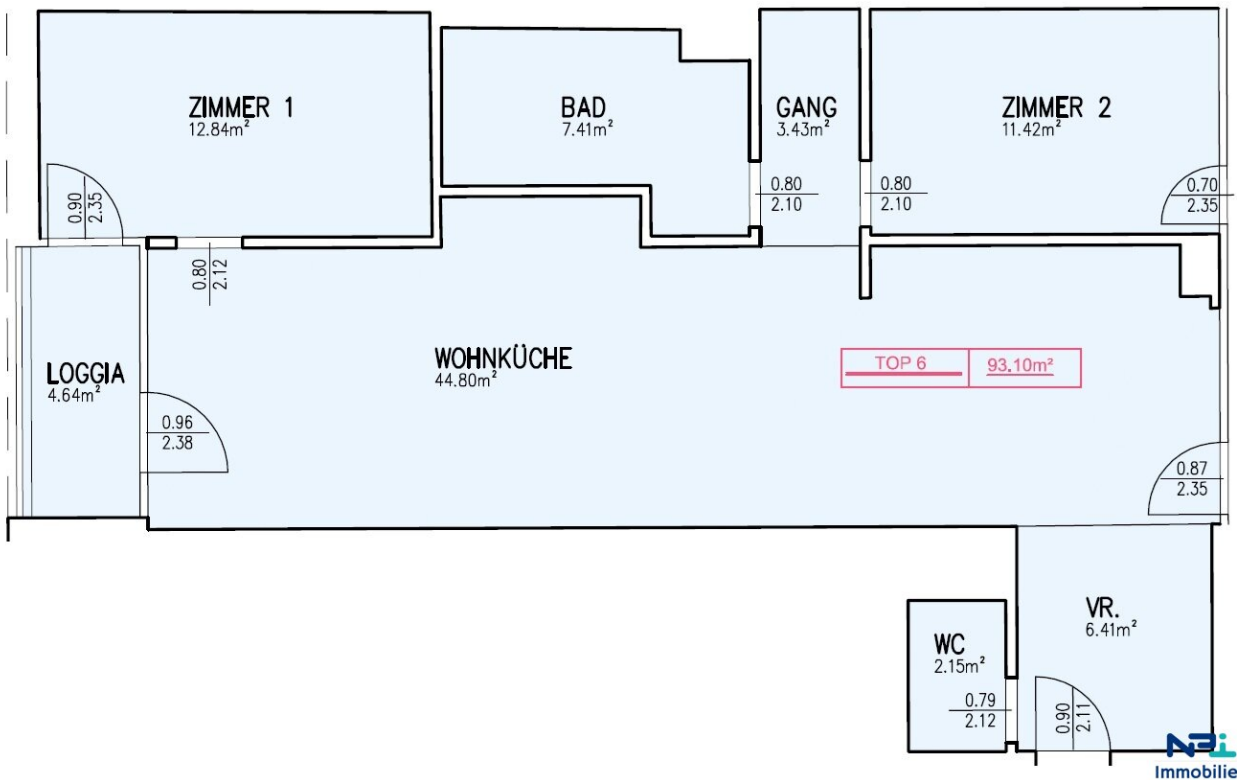 ZIMMER 1
12.84m²
BAD
7.41m²
GANG
3.43m²
ZIMMER 2
11.42m²
0.90
2.35
0.80
2.10
0.80
2.10
0.70
2.35
0.80
2.12
LOGGIA
4.64m²
WOHNKÜCHE
44.80m²
TOP 6
93.10m²
0.96
2.38
0.87
2.35
WC
2.15m²
VR.
6.41m²
0.79
2.12
0.90
2.11
NBi
Immobilie